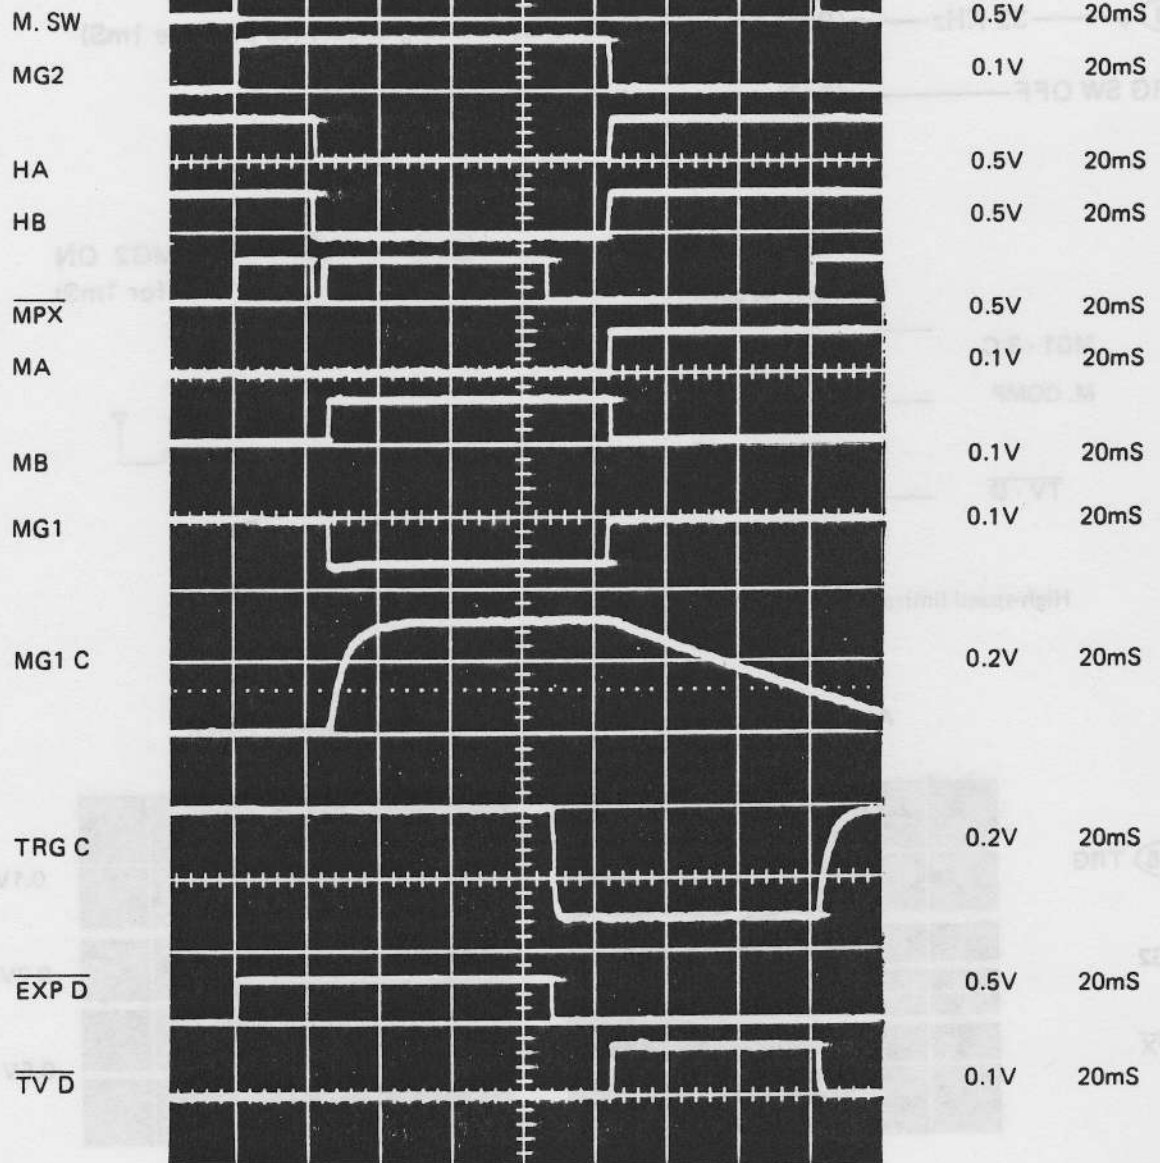 M. SW 0.5V 20mS
MG2 0.1V 20mS
HA 0.5V 20mS
HB 0.5V 20mS
MPX 0.5V 20mS
MA 0.1V 20mS
MB 0.1V 20mS
MG1 0.1V 20mS
MG1 C 0.2V 20mS
TRG C 0.2V 20mS
EXP D 0.5V 20mS
TV D 0.1V 20mS